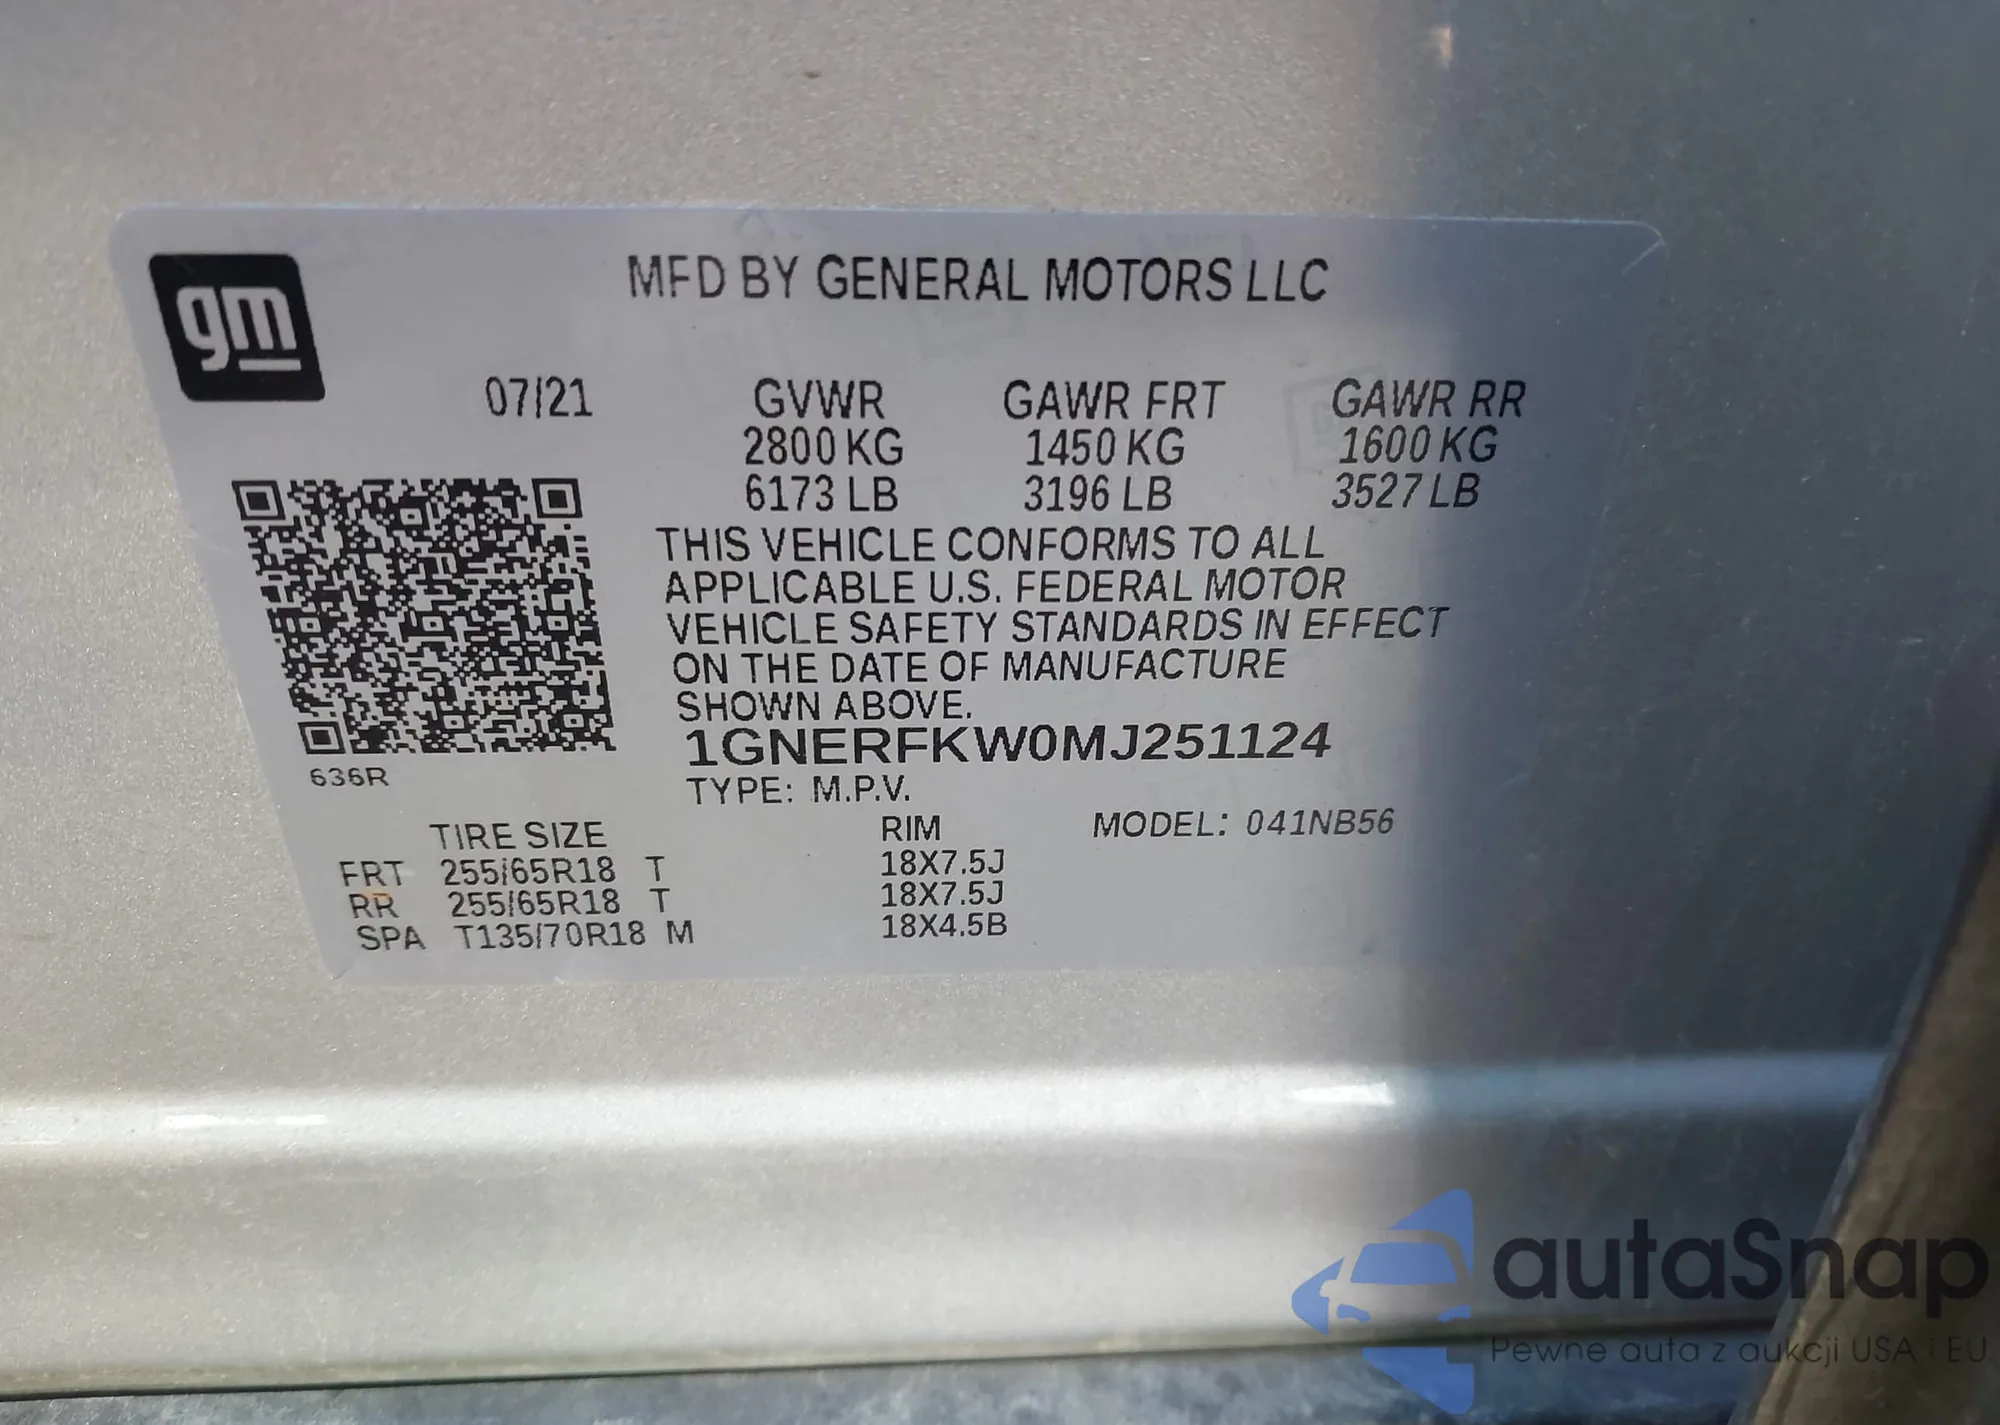 gm
MFD BY GENERAL MOTORS LLC
07/21 GVWR GAWR FRT GAWR RR
2800 KG 1450 KG 1600 KG
6173 LB 3196 LB 3527 LB
THIS VEHICLE CONFORMS TO ALL
APPLICABLE U.S. FEDERAL MOTOR
VEHICLE SAFETY STANDARDS IN EFFECT
ON THE DATE OF MANUFACTURE
SHOWN ABOVE.
1GNERFKW0MJ251124
636R
TYPE: M.P.V.
TIRE SIZE RIM MODEL: 041NB56
FRT 255/65R18 T 18X7.5J
RR 255/65R18 T 18X7.5J
SPA T135/70R18 M 18X4.5B
autaSnap
Pewne auta z aukcji USA i EU